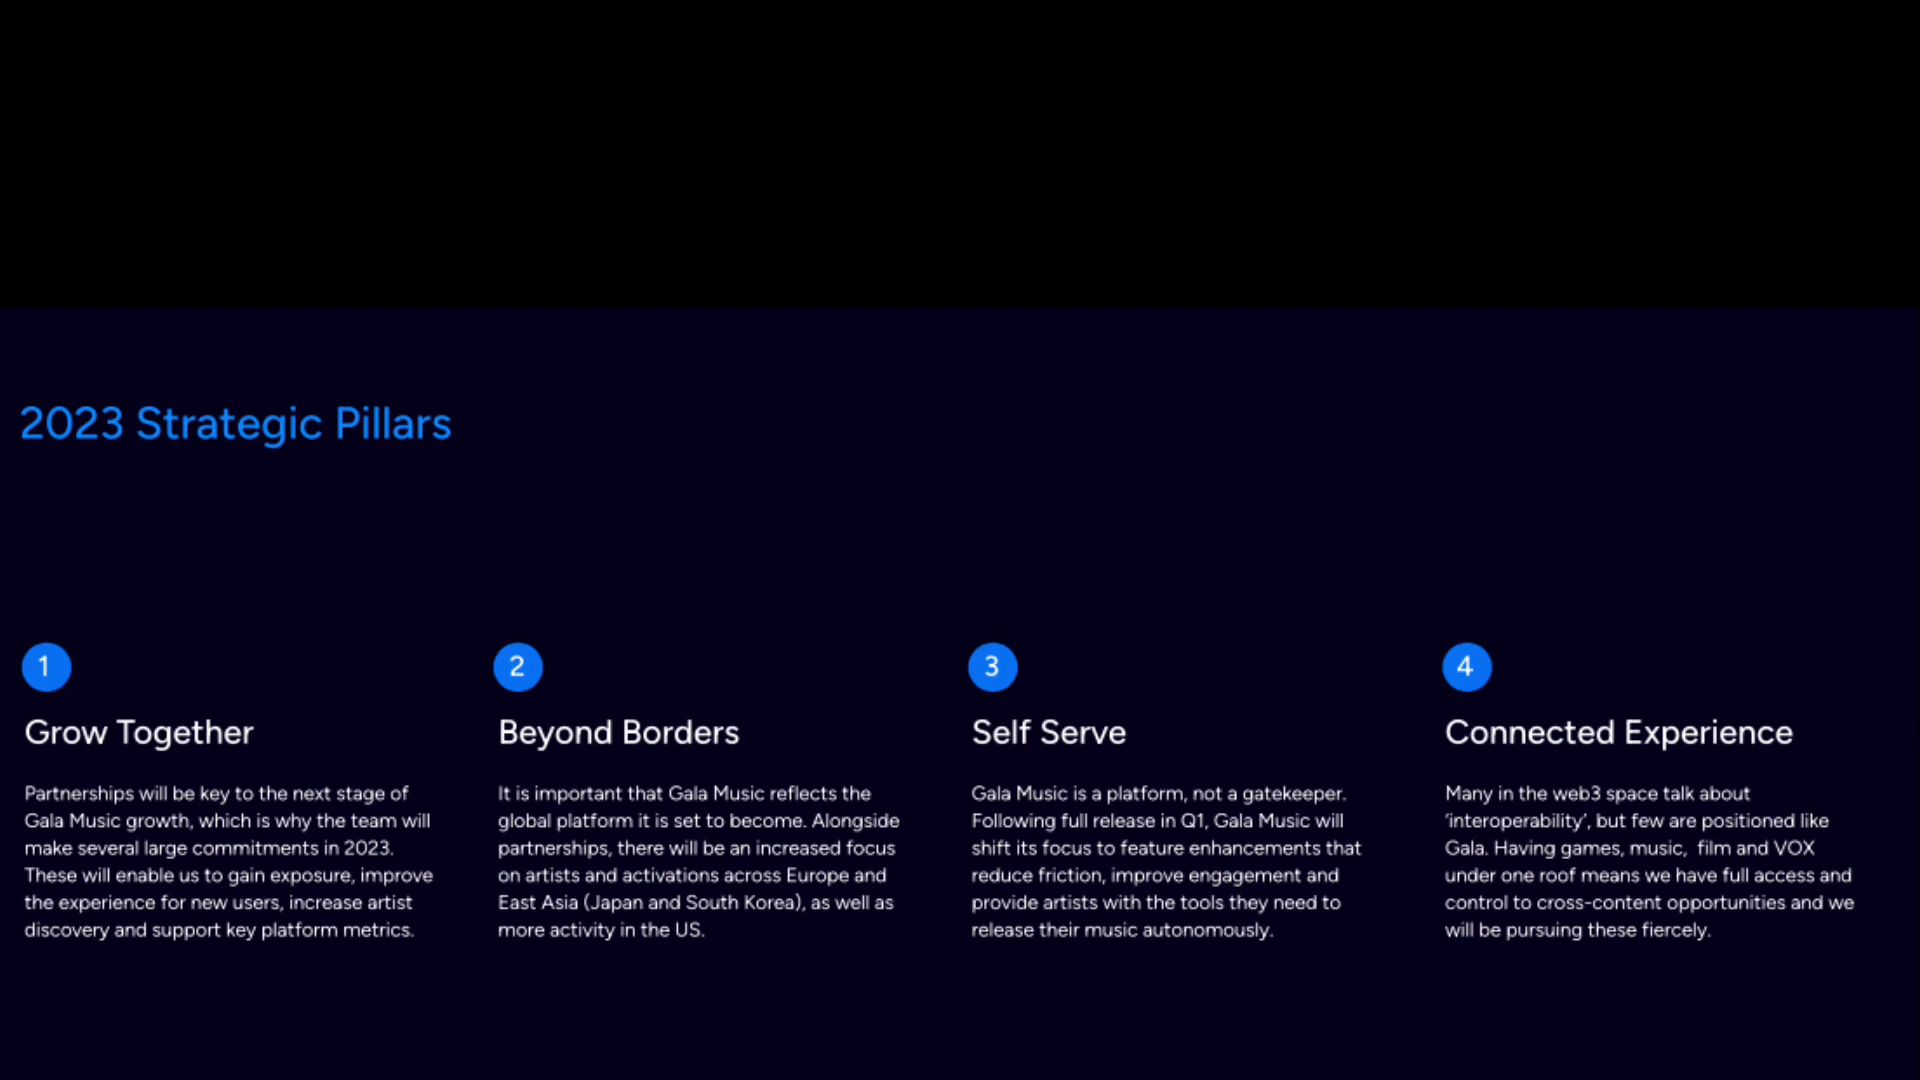 2023 Strategic Pillars
1
Grow Together
Partnerships will be key to the next stage of
Gala Music growth, which is why the team will
make several large commitments in 2023.
These will enable us to gain exposure, improve
the experience for new users, increase artist
discovery and support key platform metrics.
2
Beyond Borders
It is important that Gala Music reflects the
global platform it is set to become. Alongside
partnerships, there will be an increased focus
on artists and activations across Europe and
East Asia (Japan and South Korea), as well as
more activity in the US.
3
Self Serve
Gala Music is a platform, not a gatekeeper.
Following full release in Q1, Gala Music will
shift its focus to feature enhancements that
reduce friction, improve engagement and
provide artists with the tools they need to
release their music autonomously.
4
Connected Experience
Many in the web3 space talk about
‘interoperability’, but few are positioned like
Gala. Having games, music,  film and VOX
under one roof means we have full access and
control to cross-content opportunities and we
will be pursuing these fiercely.